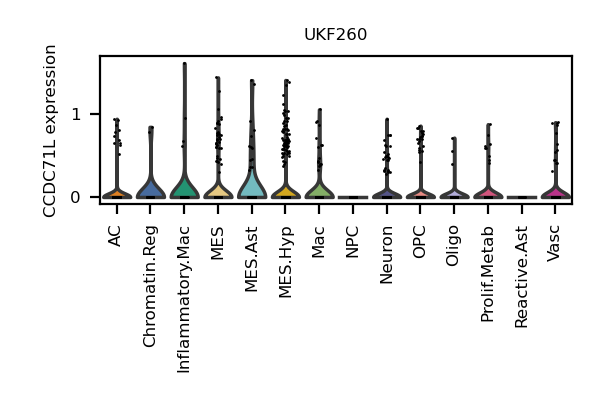 UKF260
CCDC71L expression
1
0
AC
Chromatin.Reg
Inflammatory.Mac
MES
MES.Ast
MES.Hyp
Mac
NPC
Neuron
OPC
Oligo
Prolif.Metab
Reactive.Ast
Vasc